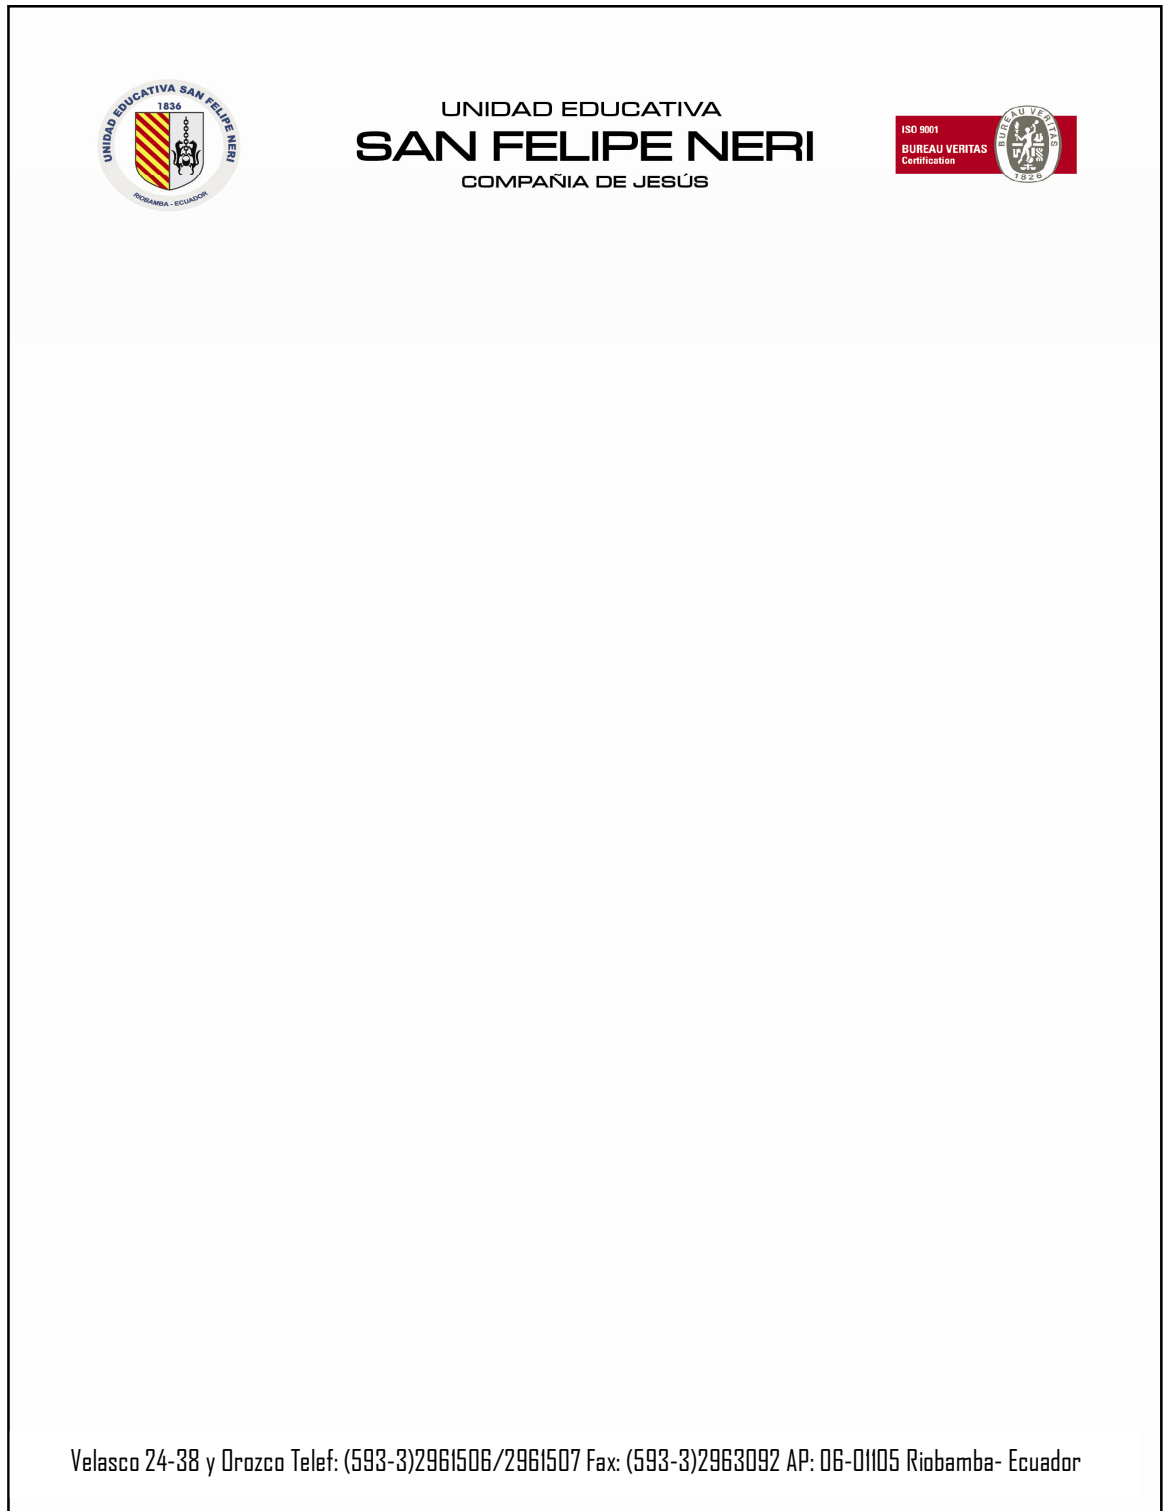 UNIDAD EDUCATIVA SAN FELIPE NERI
1836
RIOBAMBA - ECUADOR
UNIDAD EDUCATIVA
SAN FELIPE NERI
COMPAÑIA DE JESÚS
ISO 9001
BUREAU VERITAS
Certification
BUREAU VERITAS
1828
Velasco 24-38 y Orozco Telef: (593-3)2961506/2961507 Fax: (593-3)2963092 AP: 06-01105 Riobamba- Ecuador